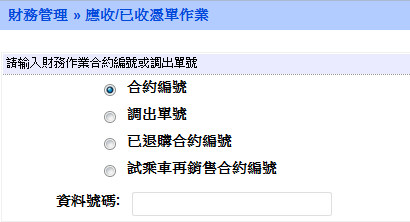 財務管理 » 應收/已收憑單作業
請輸入財務作業合約編號或調出單號
合約編號
調出單號
已退購合約編號
試乘車再銷售合約編號
資料號碼: